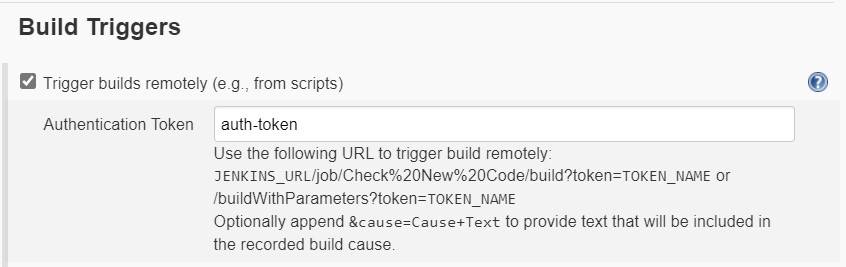 Build Triggers
Trigger builds remotely (e.g., from scripts)
Authentication Token
auth-token
Use the following URL to trigger build remotely:
JENKINS_URL/job/Check%20New%20Code/build?token=TOKEN_NAME or
/buildWithParameters?token=TOKEN_NAME
Optionally append &cause=Cause+Text to provide text that will be included in
the recorded build cause.